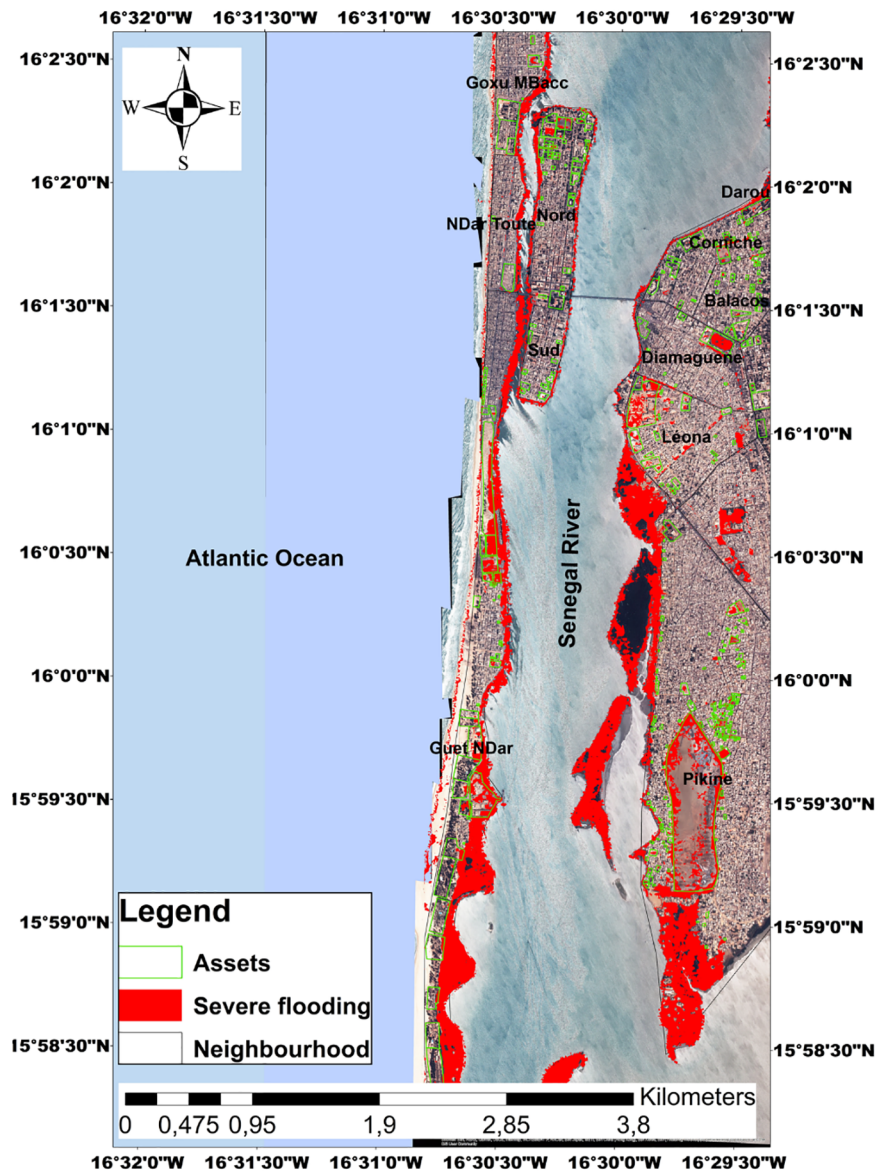 16°32'0"W 16°31'30"W 16°31'0"W 16°30'30"W 16°30'0"W 16°29'30"W
16°2'30"N 16°2'30"N
N
W E
S
Goxu MBacc
16°2'0"N 16°2'0"N
Darou
NDar Toute Nord
Corniche
16°1'30"N Balacos 16°1'30"N
Sud Diamaguene
16°1'0"N Léona 16°1'0"N
Atlantic Ocean
Senegal River
16°0'30"N 16°0'30"N
16°0'0"N 16°0'0"N
Guet NDar
Pikine
15°59'30"N 15°59'30"N
15°59'0"N 15°59'0"N
Legend
Assets
Severe flooding
Neighbourhood
15°58'30"N 15°58'30"N
Kilometers
0 0,475 0,95 1,9 2,85 3,8
16°32'0"W 16°31'30"W 16°31'0"W 16°30'30"W 16°30'0"W 16°29'30"W